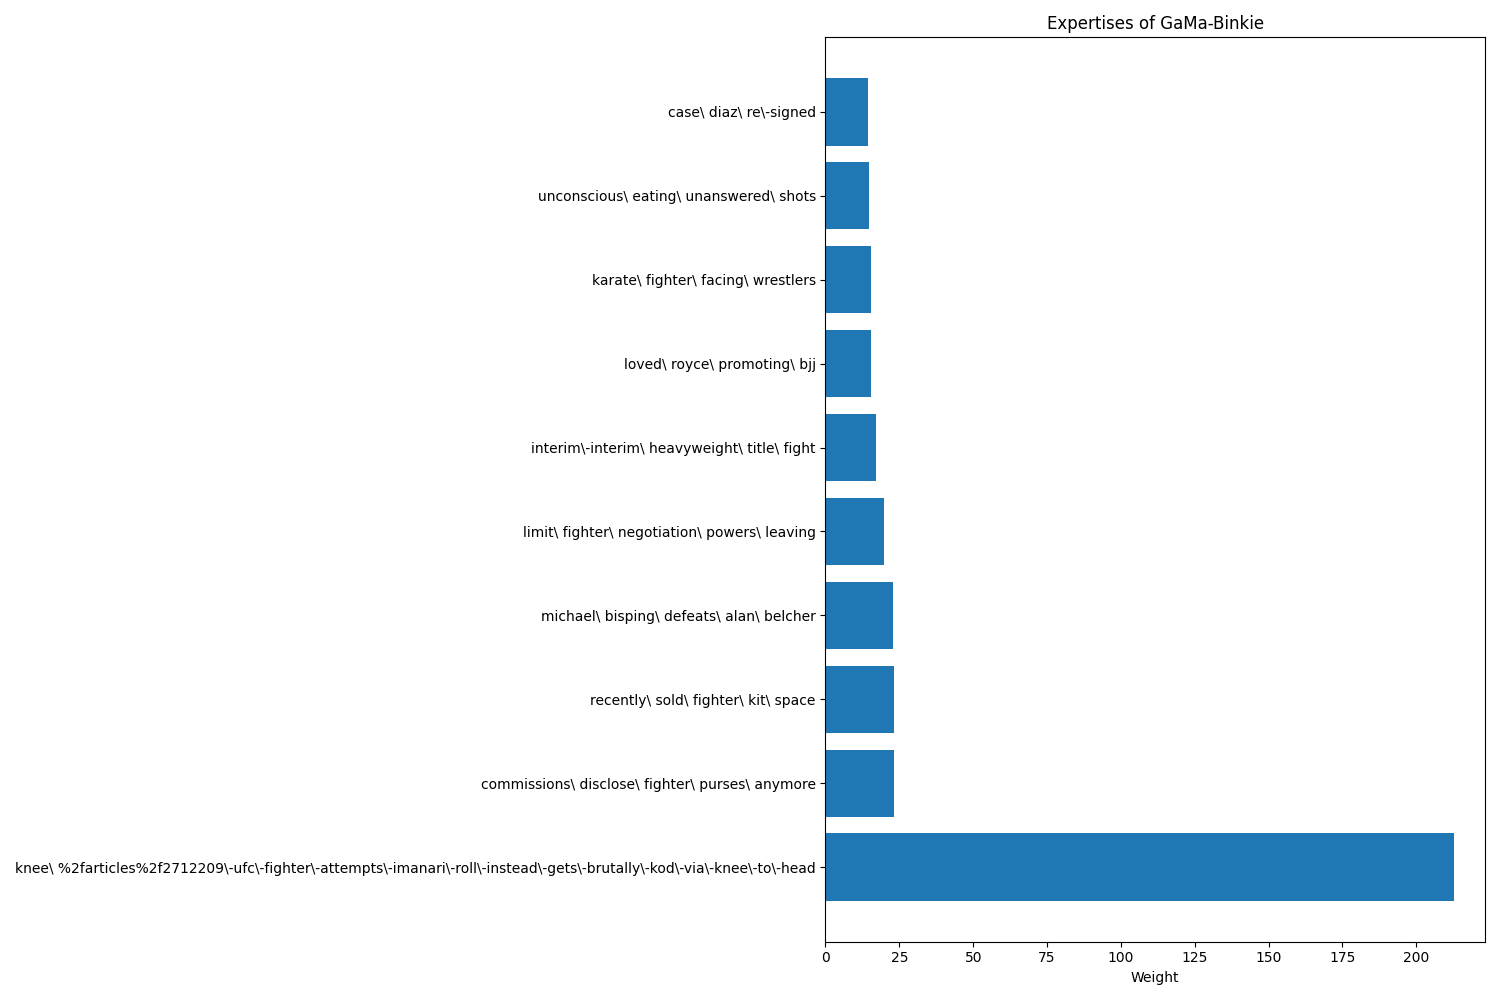 Expertises of GaMa-Binkie
case\ diaz\ re\-signed
unconscious\ eating\ unanswered\ shots
karate\ fighter\ facing\ wrestlers
loved\ royce\ promoting\ bjj
interim\-interim\ heavyweight\ title\ fight
limit\ fighter\ negotiation\ powers\ leaving
michael\ bisping\ defeats\ alan\ belcher
recently\ sold\ fighter\ kit\ space
commissions\ disclose\ fighter\ purses\ anymore
knee\ %2farticles%2f2712209\-ufc\-fighter\-attempts\-imanari\-roll\-instead\-gets\-brutally\-kod\-via\-knee\-to\-head
0 25 50 75 100 125 150 175 200
Weight